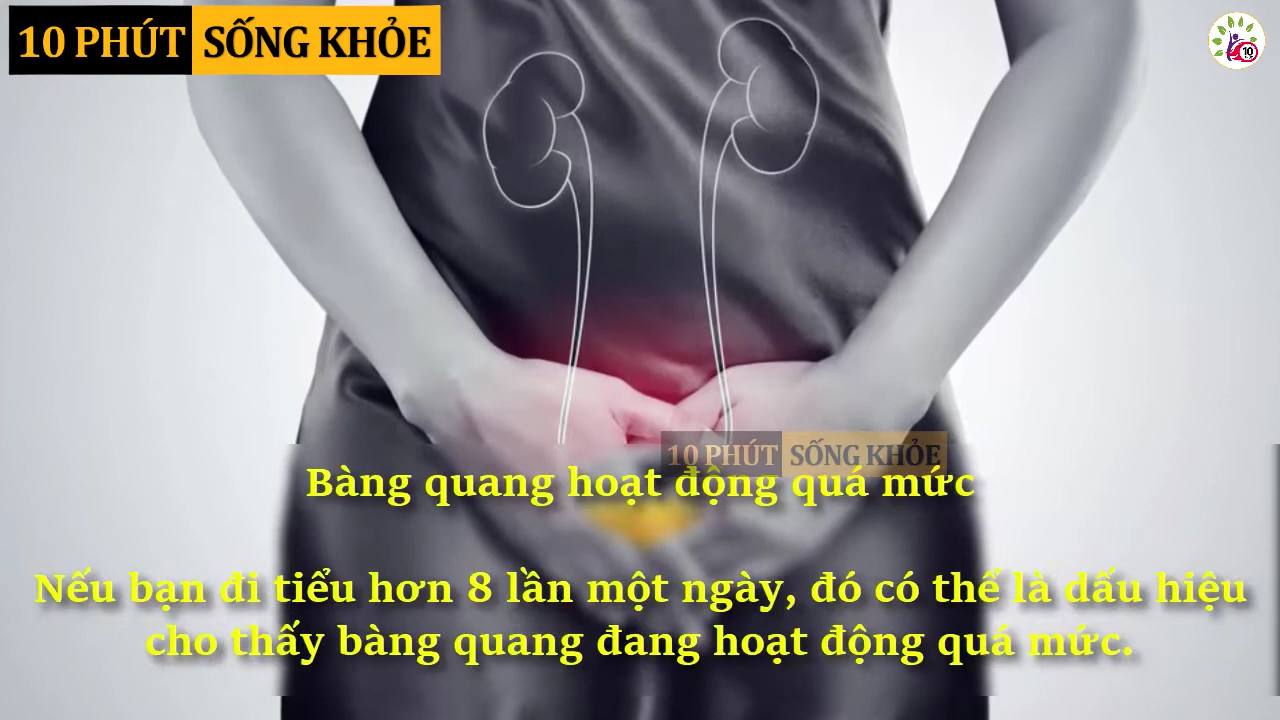 10 PHÚT SỐNG KHỎE
10
10 PHÚT SỐNG KHỎE
Bàng quang hoạt động quá mức
Nếu bạn đi tiểu hơn 8 lần một ngày, đó có thể là dấu hiệu
cho thấy bàng quang đang hoạt động quá mức.